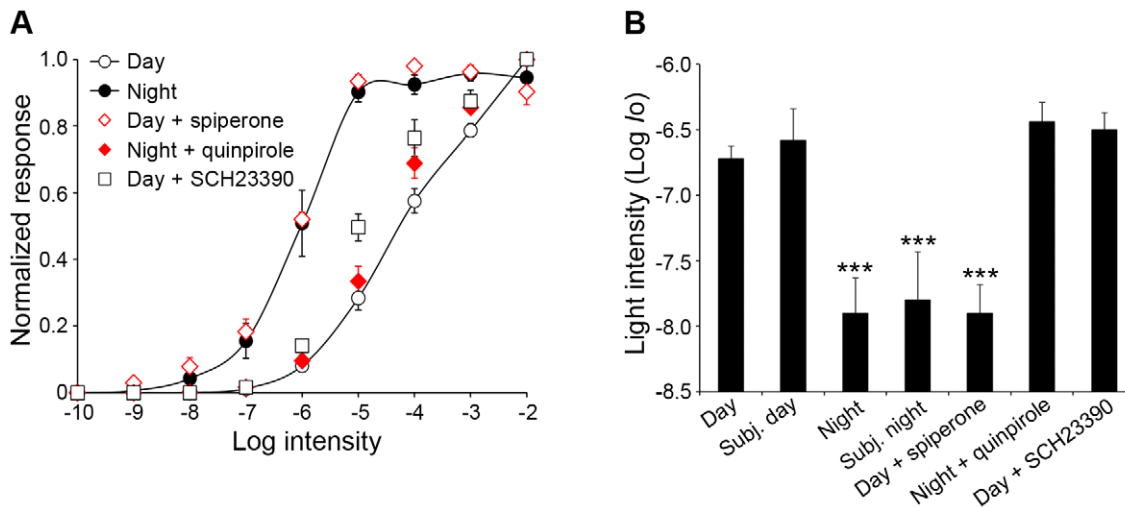 A
Day
Night
Day + spiperone
Night + quinpirole
Day + SCH23390
Normalized response
1.0
0.8
0.6
0.4
0.2
0
-10
-9
-8
-7
-6
-5
-4
-3
-2
Log intensity
B
Light intensity (Log Io)
-6.0
-6.5
-7.0
-7.5
-8.0
-8.5
***
***
***
Day
Subj. day
Night
Subj. night
Day + spiperone
Night + quinpirole
Day + SCH23390